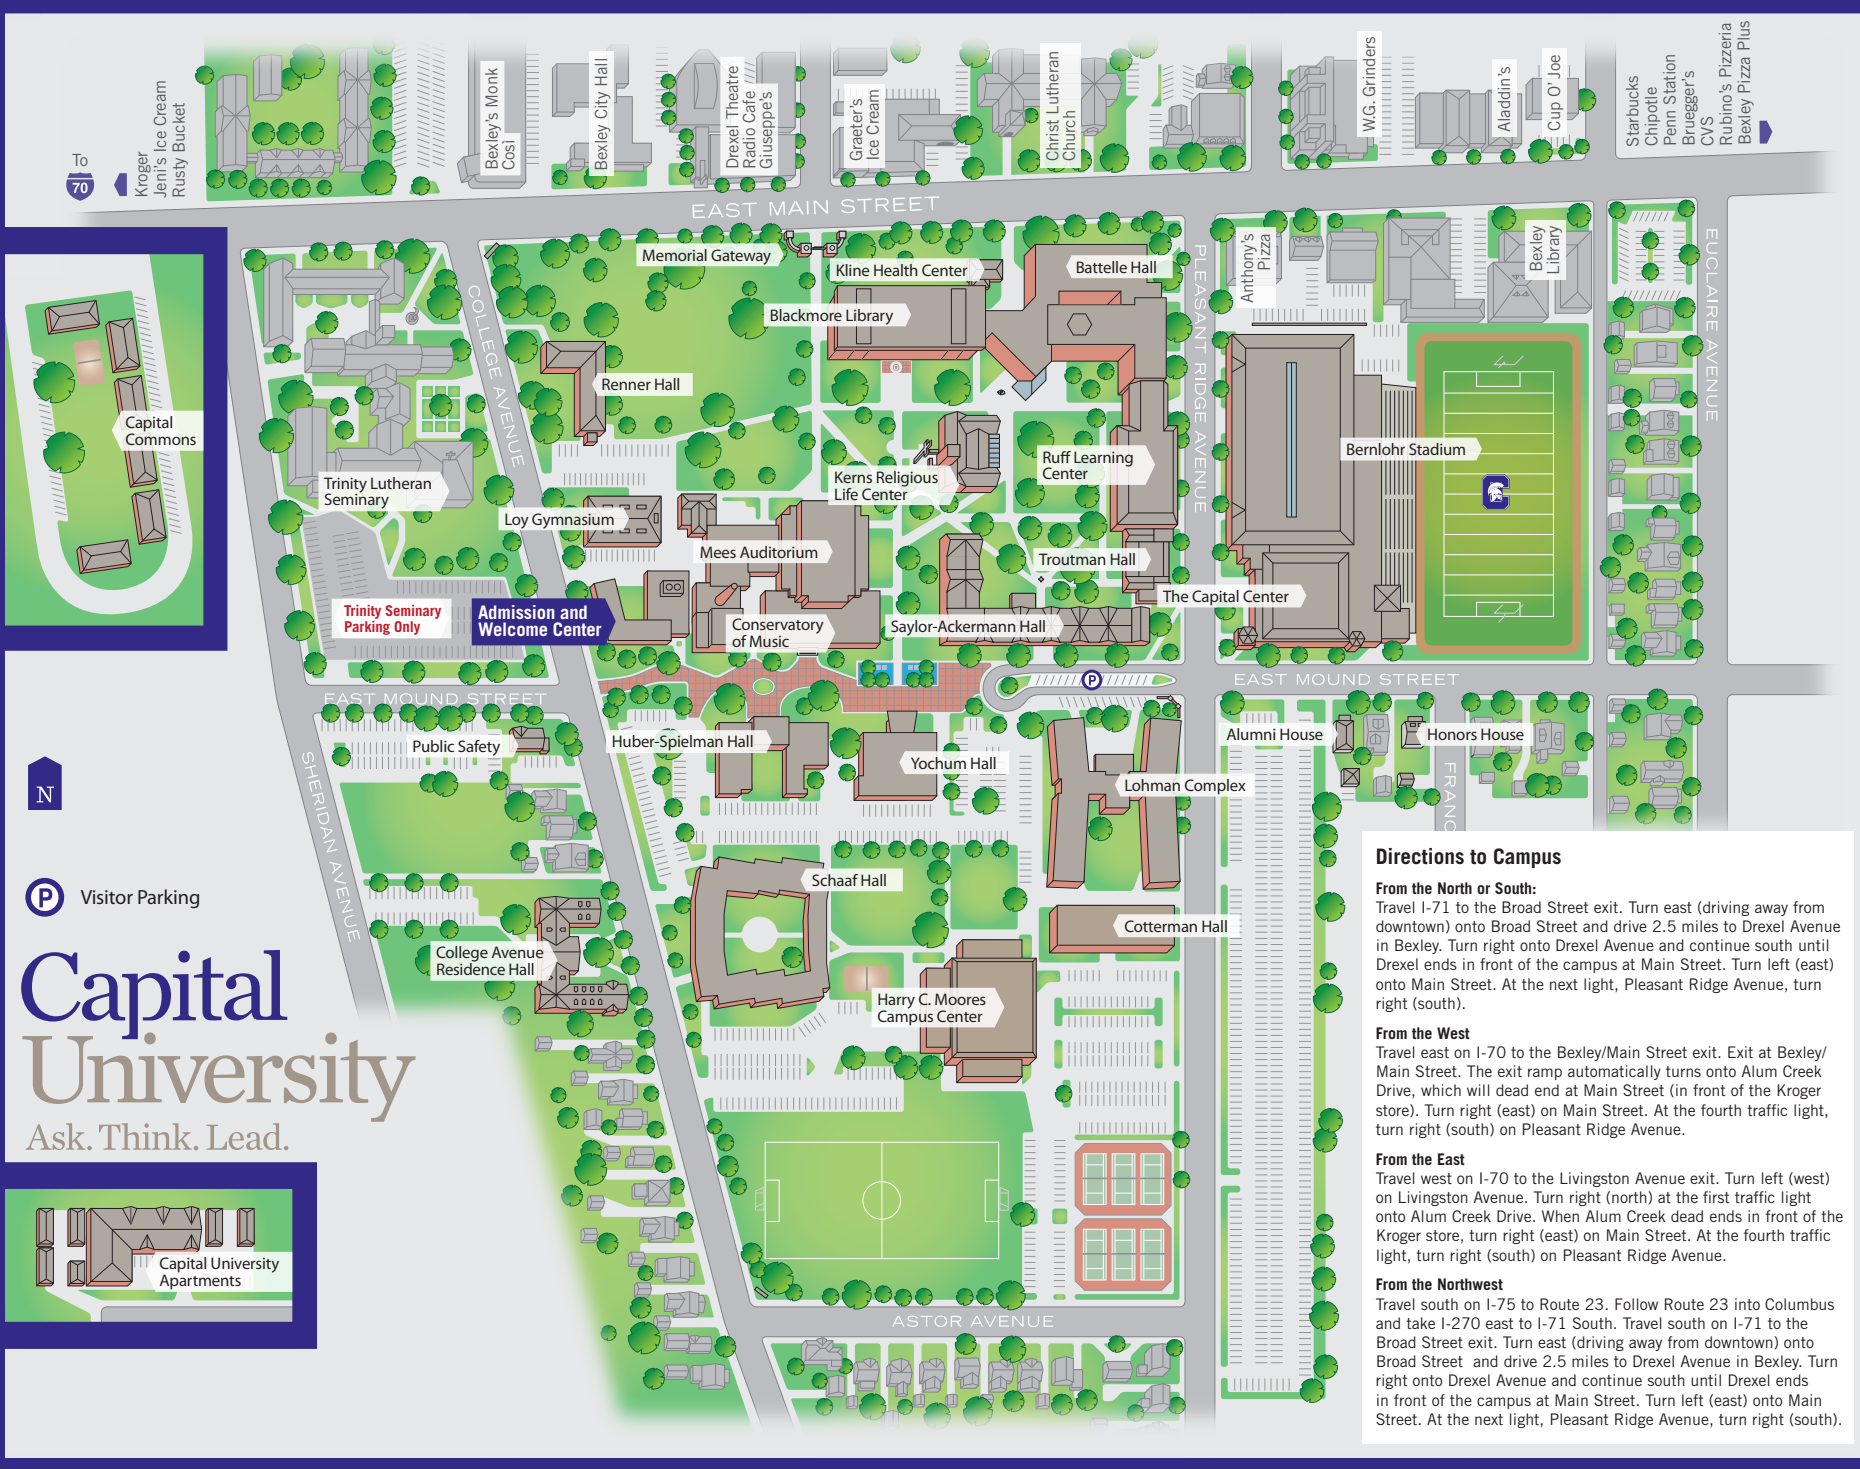 To
70
Kroger
Jeni's Ice Cream
Rusty Bucket
Bexley's Monk
Cosi
Bexley City Hall
Drexel Theatre
Radio Cafe
Giuseppe's
Graeter's
Ice Cream
Christ Lutheran
Church
W.G. Grinders
Aladdin's
Cup O' Joe
Starbucks
Chipotle
Penn Station
Bruegger's
CVS
Rubino's Pizzeria
Bexley Pizza Plus
EAST MAIN STREET
Memorial Gateway
Kline Health Center
Battelle Hall
Blackmore Library
Anthony's
Pizza
Bexley
Library
COLLEGE AVENUE
PLEASANT RIDGE AVENUE
EUCLAIRE AVENUE
Renner Hall
Capital
Commons
Trinity Lutheran
Seminary
Kerns Religious
Life Center
Ruff Learning
Center
Bernlohr Stadium
C
Loy Gymnasium
Mees Auditorium
Troutman Hall
The Capital Center
Trinity Seminary
Parking Only
Admission and
Welcome Center
Conservatory
of Music
Saylor-Ackermann Hall
P
EAST MOUND STREET
EAST MOUND STREET
Public Safety
Huber-Spielman Hall
Yochum Hall
Alumni House
Honors House
Lohman Complex
SHERIDAN AVENUE
FRANC
N
P
Visitor Parking
Schaaf Hall
Cotterman Hall
College Avenue
Residence Hall
Harry C. Moores
Campus Center
Capital
University
Ask. Think. Lead.
Capital University
Apartments
ASTOR AVENUE
Directions to Campus
From the North or South:
Travel I-71 to the Broad Street exit. Turn east (driving away from
downtown) onto Broad Street and drive 2.5 miles to Drexel Avenue
in Bexley. Turn right onto Drexel Avenue and continue south until
Drexel ends in front of the campus at Main Street. Turn left (east)
onto Main Street. At the next light, Pleasant Ridge Avenue, turn
right (south).
From the West
Travel east on I-70 to the Bexley/Main Street exit. Exit at Bexley/
Main Street. The exit ramp automatically turns onto Alum Creek
Drive, which will dead end at Main Street (in front of the Kroger
store). Turn right (east) on Main Street. At the fourth traffic light,
turn right (south) on Pleasant Ridge Avenue.
From the East
Travel west on I-70 to the Livingston Avenue exit. Turn left (west)
on Livingston Avenue. Turn right (north) at the first traffic light
onto Alum Creek Drive. When Alum Creek dead ends in front of the
Kroger store, turn right (east) on Main Street. At the fourth traffic
light, turn right (south) on Pleasant Ridge Avenue.
From the Northwest
Travel south on I-75 to Route 23. Follow Route 23 into Columbus
and take I-270 east to I-71 South. Travel south on I-71 to the
Broad Street exit. Turn east (driving away from downtown) onto
Broad Street and drive 2.5 miles to Drexel Avenue in Bexley. Turn
right onto Drexel Avenue and continue south until Drexel ends
in front of the campus at Main Street. Turn left (east) onto Main
Street. At the next light, Pleasant Ridge Avenue, turn right (south).